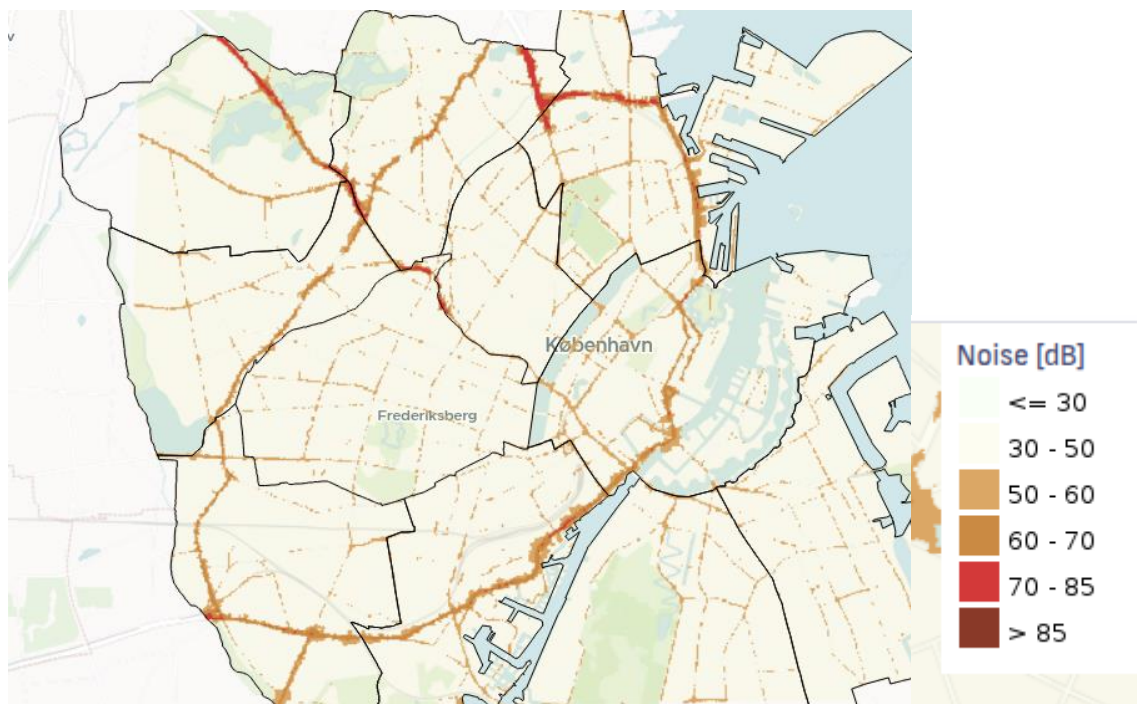 v
København
Frederiksberg
Noise [dB]
<= 30
30 - 50
50 - 60
60 - 70
70 - 85
> 85